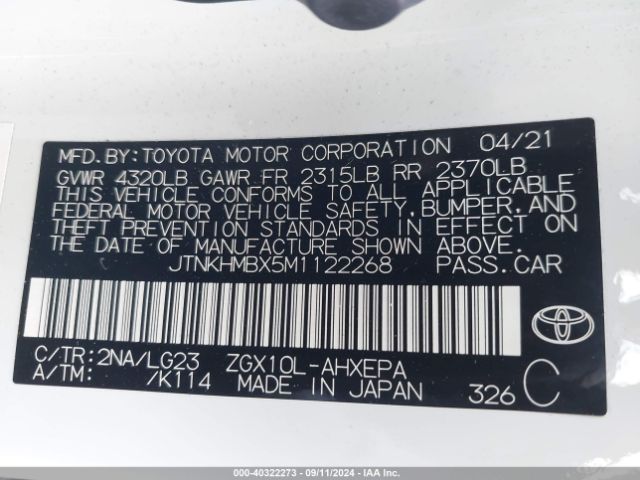 MFD.BY:TOYOTA MOTOR CORPORATION 04/21
GVWR 4320LB GAWR FR 2315LB RR 2370LB
THIS VEHICLE CONFORMS TO ALL APPLICABLE
FEDERAL MOTOR VEHICLE SAFETY, BUMPER, AND
THEFT PREVENTION STANDARDS IN EFFECT ON
THE DATE OF MANUFACTURE SHOWN ABOVE.
JTNKHMBX5M1122268 PASS.CAR
C/TR:2NA/LG23 ZGX10L-AHXEPA
A/TM: /K114 MADE IN JAPAN 326 C
000-40322273 - 09/11/2024 - IAA Inc.